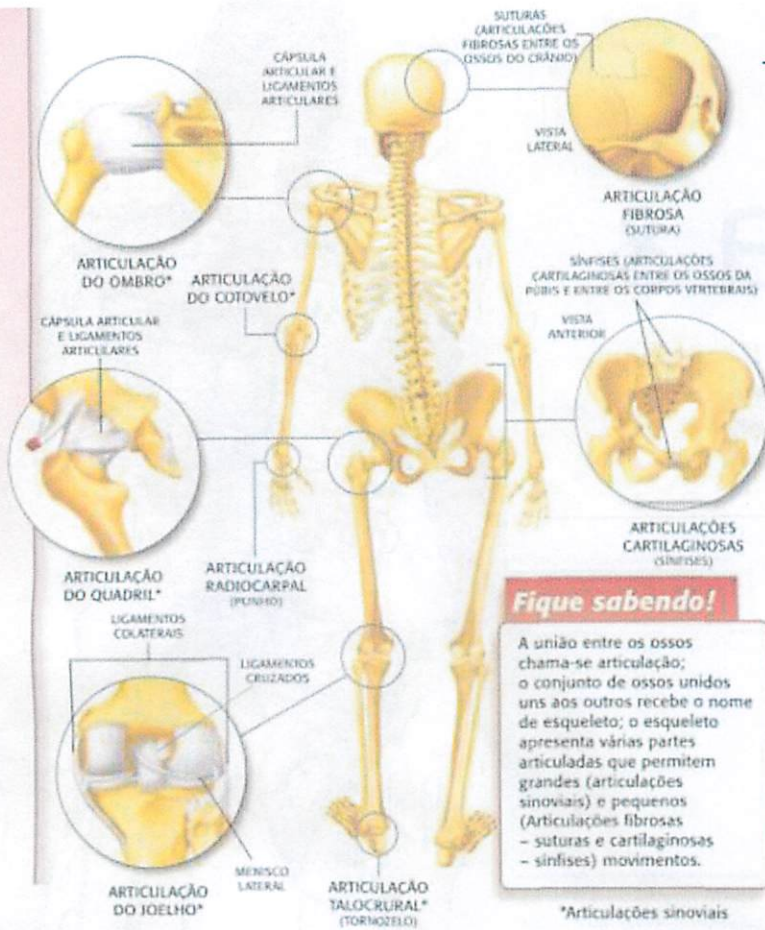 SUTURAS
(ARTICULAÇÕES
FIBROSAS ENTRE OS
OSSOS DO CRÂNIO)
CÁPSULA
ARTICULAR E
LIGAMENTOS
ARTICULARES
VISTA
LATERAL
ARTICULAÇÃO
FIBROSA
(SUTURA)
ARTICULAÇÃO
DO OMBRO*
ARTICULAÇÃO
DO COTOVELO*
SÍNFISES (ARTICULAÇÕES
CARTILAGINOSAS ENTRE OS OSSOS DA
PÚBIS E ENTRE OS CORPOS VERTEBRAIS)
CÁPSULA ARTICULAR
E LIGAMENTOS
ARTICULARES
VISTA
ANTERIOR
ARTICULAÇÕES
CARTILAGINOSAS
(SÍNFISES)
ARTICULAÇÃO
DO QUADRIL*
ARTICULAÇÃO
RADIOCARPAL
(PUNHO)
LIGAMENTOS
COLATERAIS
LIGAMENTOS
CRUZADOS
MENISCO
LATERAL
ARTICULAÇÃO
DO JOELHO*
ARTICULAÇÃO
TALOCRURAL*
(TORNOZELO)
Fique sabendo!
A união entre os ossos
chama-se articulação;
o conjunto de ossos unidos
uns aos outros recebe o nome
de esqueleto; o esqueleto
apresenta várias partes
articuladas que permitem
grandes (articulações
sinoviais) e pequenos
(Articulações fibrosas
– suturas e cartilaginosas
– sínfises) movimentos.
*Articulações sinoviais